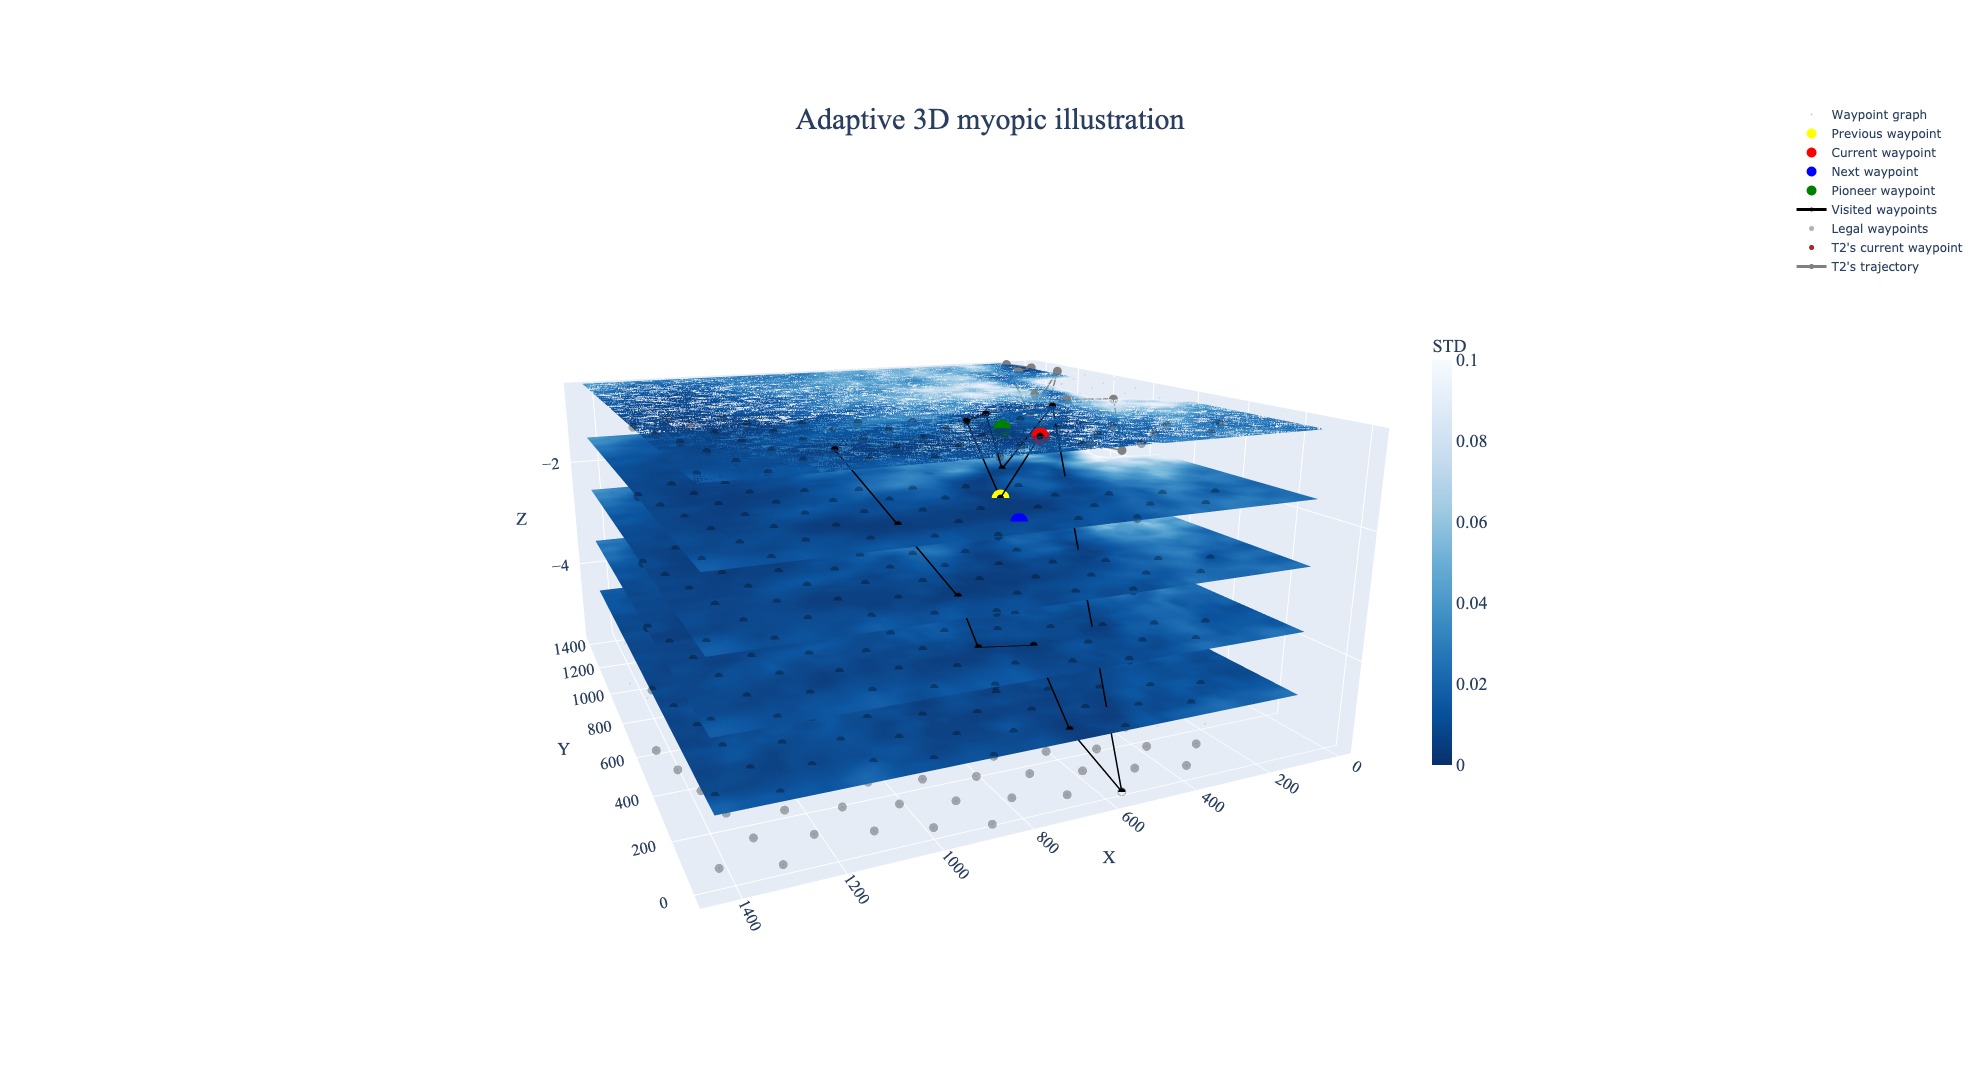 Adaptive 3D myopic illustration
Waypoint graph
Previous waypoint
Current waypoint
Next waypoint
Pioneer waypoint
Visited waypoints
Legal waypoints
T2's current waypoint
T2's trajectory
STD
0.1
0.08
0.06
0.04
0.02
0
Z
−2
−4
Y
1400
1200
1000
800
600
400
200
0
X
1400
1200
1000
800
600
400
200
0